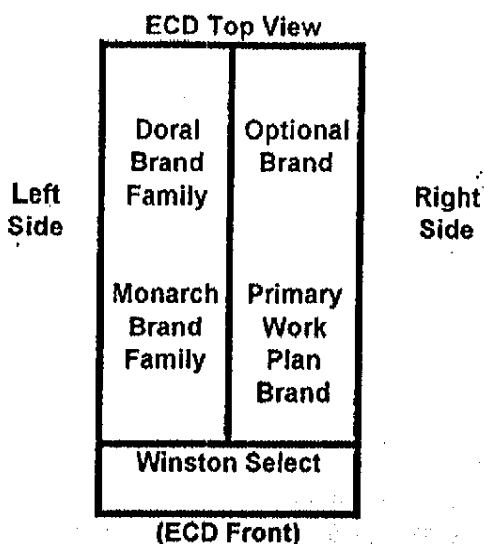 ECD Top View
Doral
Brand
Family
Optional
Brand
Left
Side
Right
Side
Monarch
Brand
Family
Primary
Work
Plan
Brand
Winston Select
(ECD Front)